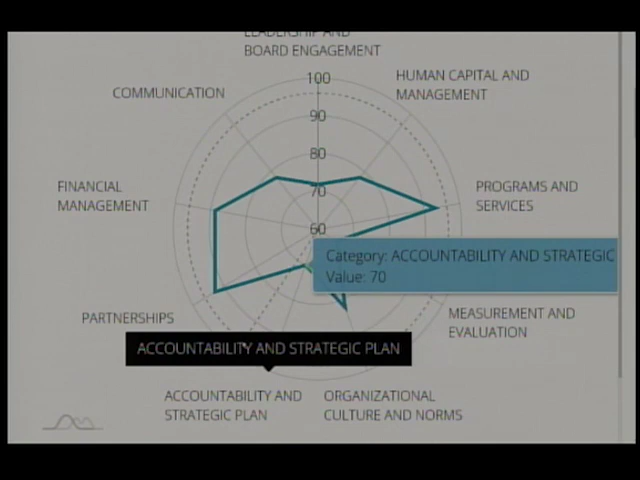 LEADERSHIP AND
BOARD ENGAGEMENT
HUMAN CAPITAL AND
MANAGEMENT
COMMUNICATION
100
90
80
70
60
FINANCIAL
MANAGEMENT
PROGRAMS AND
SERVICES
Category: ACCOUNTABILITY AND STRATEGIC
Value: 70
PARTNERSHIPS
MEASUREMENT AND
EVALUATION
ACCOUNTABILITY AND STRATEGIC PLAN
ACCOUNTABILITY AND
STRATEGIC PLAN
ORGANIZATIONAL
CULTURE AND NORMS